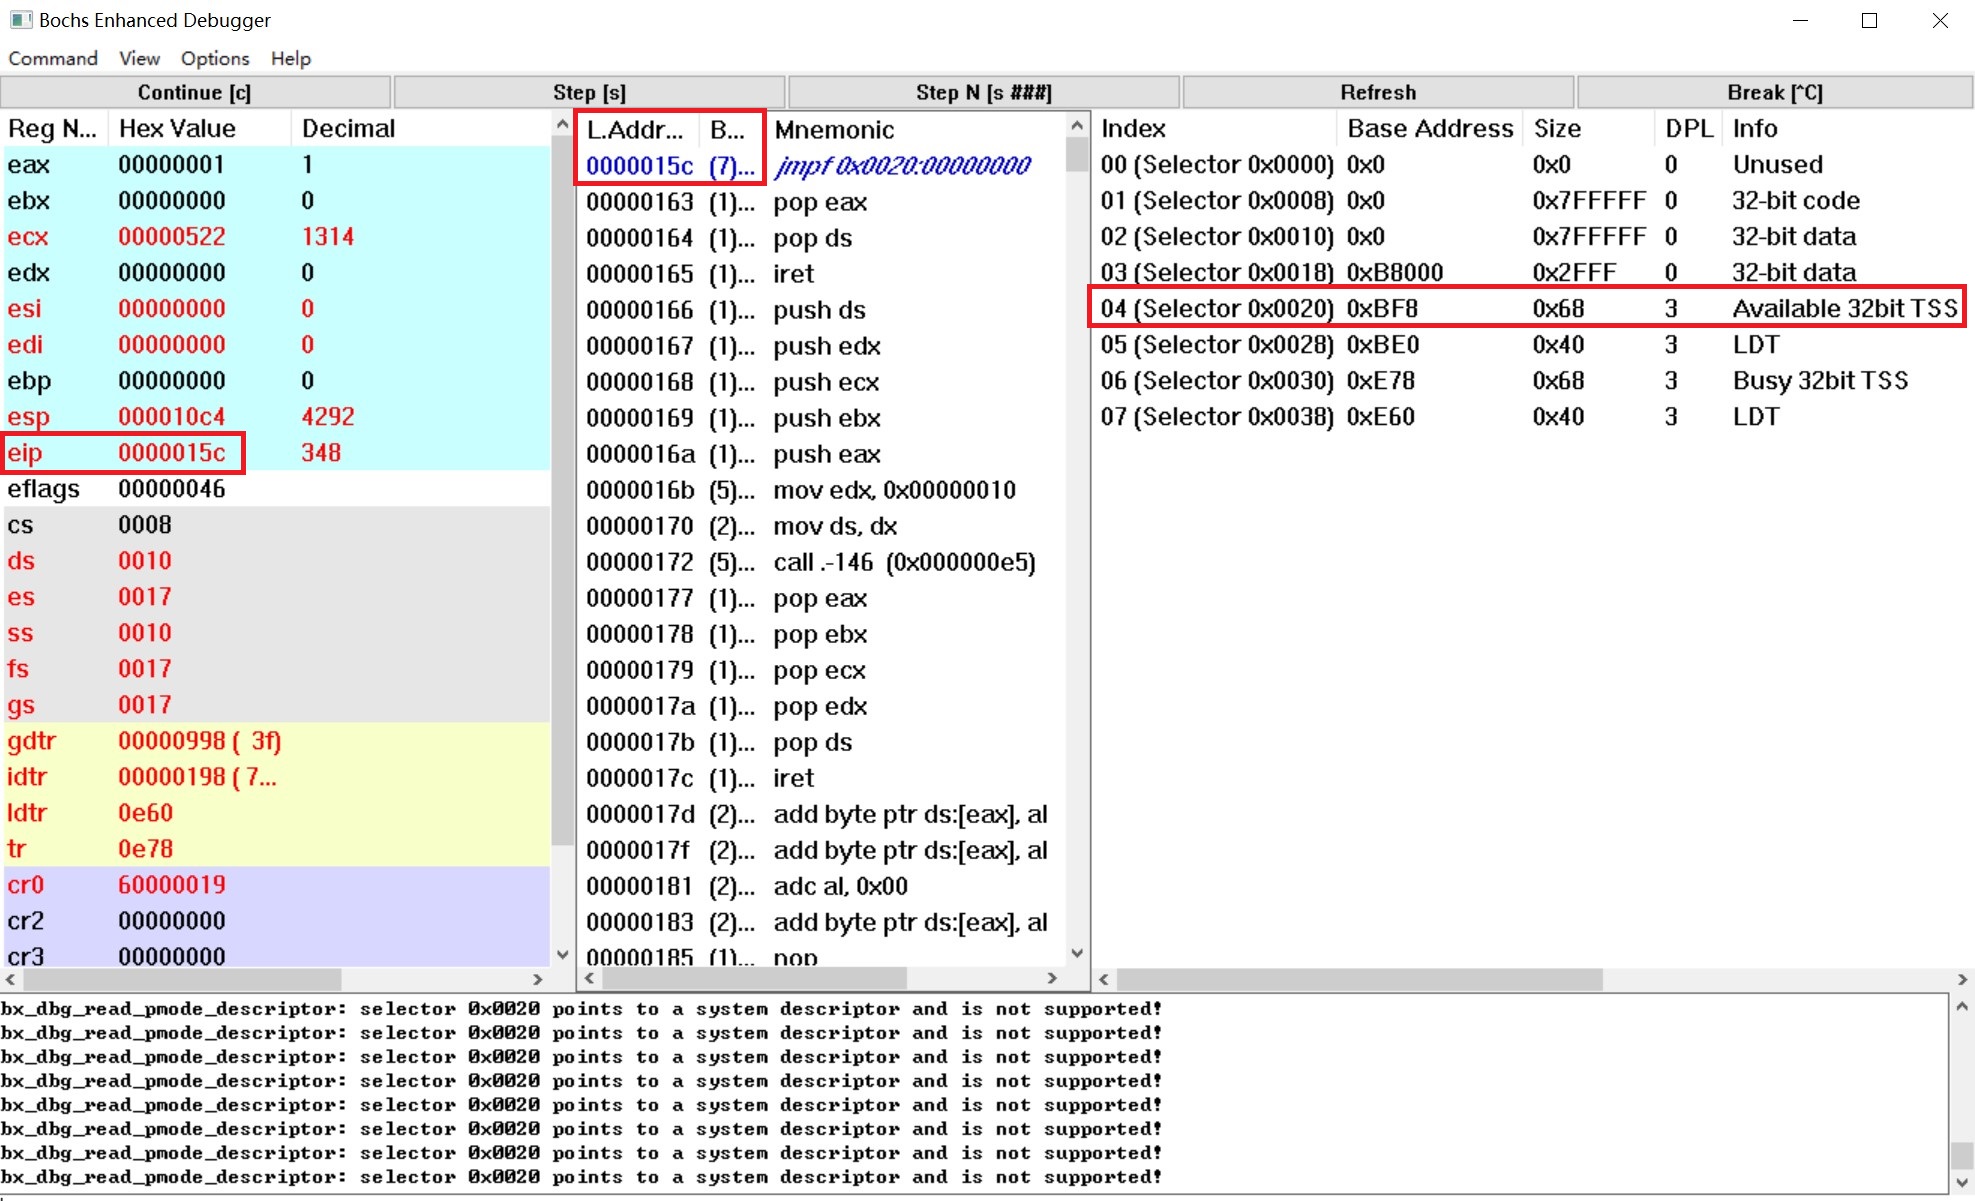 Bochs Enhanced Debugger
Command View Options Help
Continue [c] Step [s] Step N [s ###] Refresh Break [^C]
Reg N... Hex Value Decimal
eax 00000001 1
ebx 00000000 0
ecx 00000522 1314
edx 00000000 0
esi 00000000 0
edi 00000000 0
ebp 00000000 0
esp 000010c4 4292
eip 0000015c 348
eflags 00000046
cs 0008
ds 0010
es 0017
ss 0010
fs 0017
gs 0017
gdtr 00000998 ( 3f)
idtr 00000198 ( 7...
ldtr 0e60
tr 0e78
cr0 60000019
cr2 00000000
cr3 00000000
L.Addr... B... Mnemonic
0000015c (7)... jmpf 0x0020:00000000
00000163 (1)... pop eax
00000164 (1)... pop ds
00000165 (1)... iret
00000166 (1)... push ds
00000167 (1)... push edx
00000168 (1)... push ecx
00000169 (1)... push ebx
0000016a (1)... push eax
0000016b (5)... mov edx, 0x00000010
00000170 (2)... mov ds, dx
00000172 (5)... call .-146 (0x000000e5)
00000177 (1)... pop eax
00000178 (1)... pop ebx
00000179 (1)... pop ecx
0000017a (1)... pop edx
0000017b (1)... pop ds
0000017c (1)... iret
0000017d (2)... add byte ptr ds:[eax], al
0000017f (2)... add byte ptr ds:[eax], al
00000181 (2)... adc al, 0x00
00000183 (2)... add byte ptr ds:[eax], al
00000185 (1)... nop
Index Base Address Size DPL Info
00 (Selector 0x0000) 0x0 0x0 0 Unused
01 (Selector 0x0008) 0x0 0x7FFFFF 0 32-bit code
02 (Selector 0x0010) 0x0 0x7FFFFF 0 32-bit data
03 (Selector 0x0018) 0xB8000 0x2FFF 0 32-bit data
04 (Selector 0x0020) 0xBF8 0x68 3 Available 32bit TSS
05 (Selector 0x0028) 0xBE0 0x40 3 LDT
06 (Selector 0x0030) 0xE78 0x68 3 Busy 32bit TSS
07 (Selector 0x0038) 0xE60 0x40 3 LDT
bx_dbg_read_pmode_descriptor: selector 0x0020 points to a system descriptor and is not supported!
bx_dbg_read_pmode_descriptor: selector 0x0020 points to a system descriptor and is not supported!
bx_dbg_read_pmode_descriptor: selector 0x0020 points to a system descriptor and is not supported!
bx_dbg_read_pmode_descriptor: selector 0x0020 points to a system descriptor and is not supported!
bx_dbg_read_pmode_descriptor: selector 0x0020 points to a system descriptor and is not supported!
bx_dbg_read_pmode_descriptor: selector 0x0020 points to a system descriptor and is not supported!
bx_dbg_read_pmode_descriptor: selector 0x0020 points to a system descriptor and is not supported!
bx_dbg_read_pmode_descriptor: selector 0x0020 points to a system descriptor and is not supported!